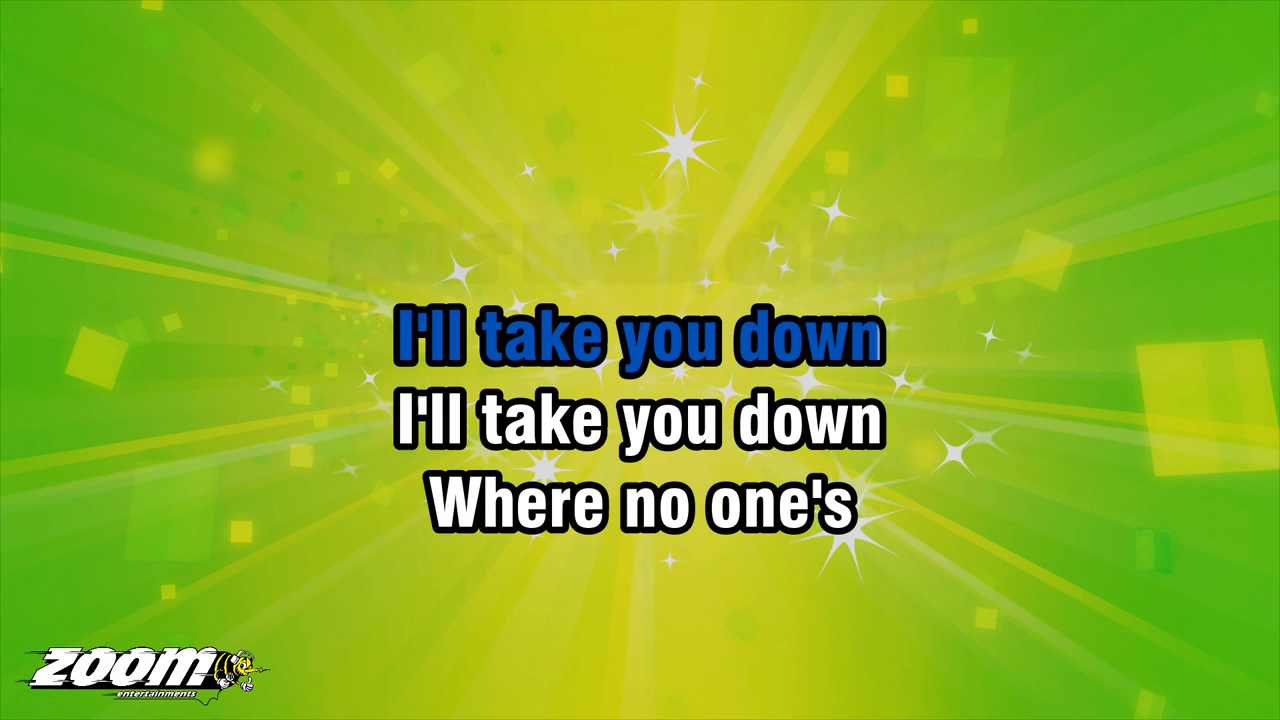 I'll take you down
I'll take you down
Where no one's
ZOOM
entertainments